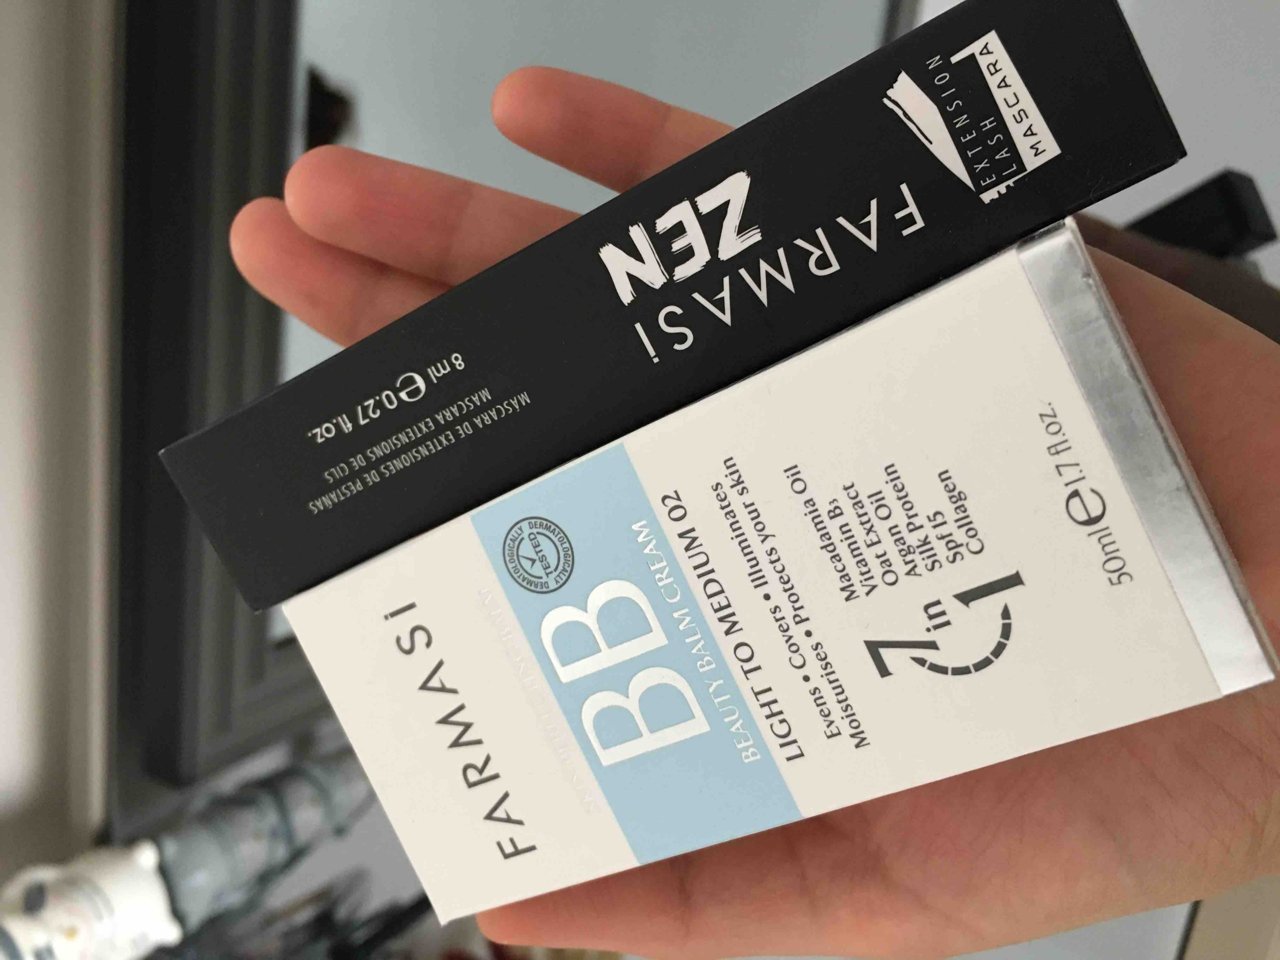 FARMASi
ZEN
EXTENSION
LASH
MASCARA
MÁSCARA DE EXTENSIONES DE PESTAÑAS
MASCARA EXTENSIONS DE CILS
8 ml e 0.27 fl.oz.
FARMASi
BB
BEAUTY BALM CREAM
DERMATOLOGICALLY
TESTED
DERMATOLOGICALLY
LIGHT TO MEDIUM 02
Evens • Covers • Illuminates
Moisturises • Protects your skin
7 in 1
Macadamia Oil
Vitamin B3
Oat Extract
Argan Oil
Silk Protein
Spf 15
Collagen
50ml e 1.7 fl.oz.